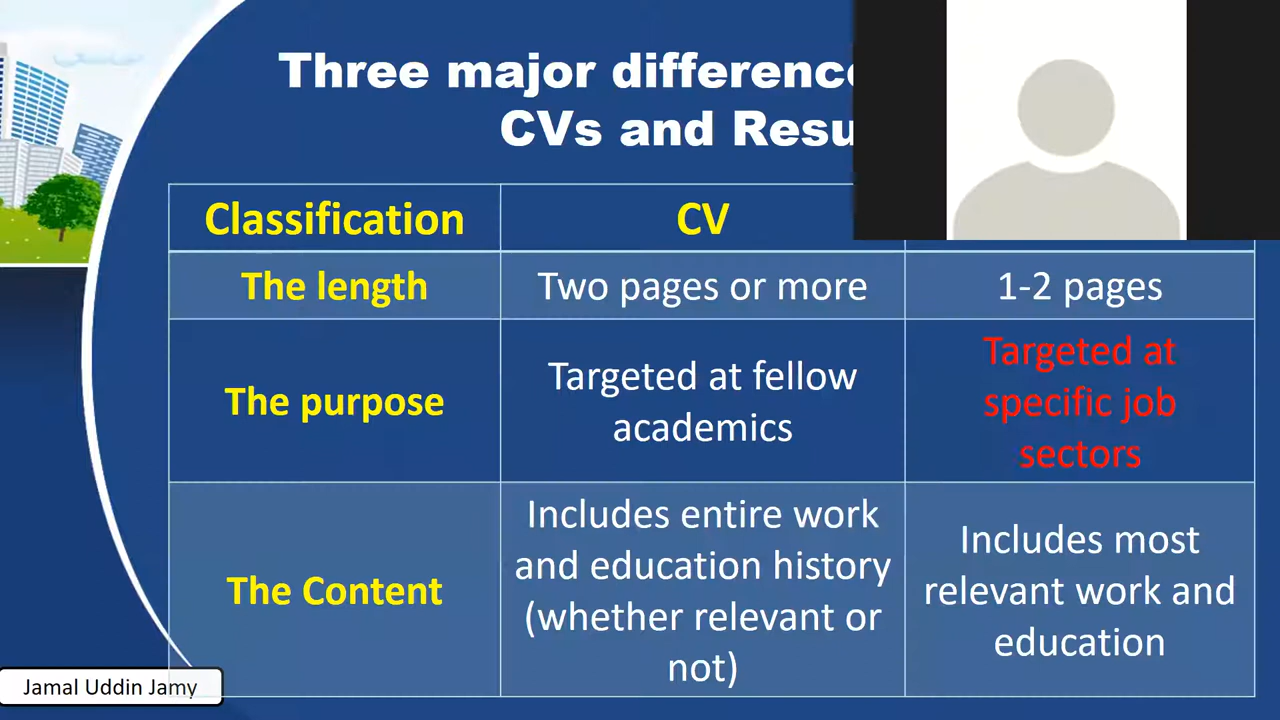 Three major differenc
CVs and Resu
Classification
CV
The length
Two pages or more
1-2 pages
The purpose
Targeted at fellow
academics
Targeted at
specific job
sectors
The Content
Includes entire work
and education history
(whether relevant or
not)
Includes most
relevant work and
education
Jamal Uddin Jamy